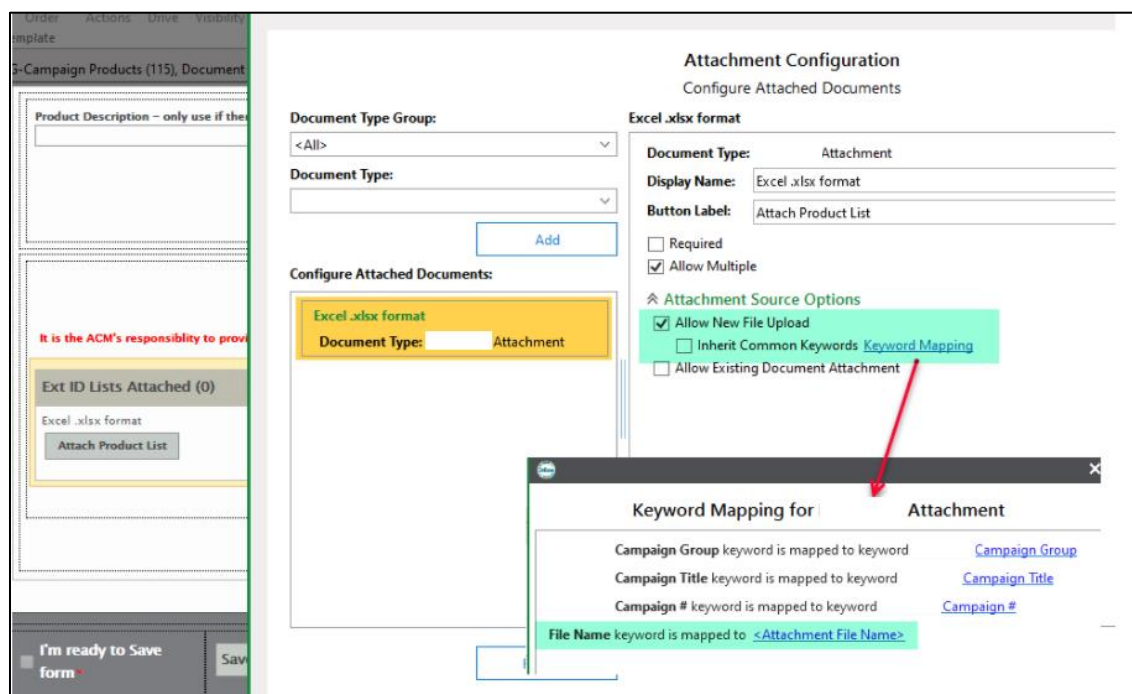 Order Actions Drive Visibility
emplate
G-Campaign Products (115), Document
Product Description – only use if ther
It is the ACM's responsiblity to provi
Ext ID Lists Attached (0)
Excel .xlsx format
Attach Product List
I'm ready to Save
form*
Save
Attachment Configuration
Configure Attached Documents
Document Type Group:
<All>
Document Type:
Add
Configure Attached Documents:
Excel .xlsx format
Document Type: Attachment
Excel .xlsx format
Document Type: Attachment
Display Name: Excel .xlsx format
Button Label: Attach Product List
Required
Allow Multiple
Attachment Source Options
Allow New File Upload
Inherit Common Keywords Keyword Mapping
Allow Existing Document Attachment
Keyword Mapping for Attachment
Campaign Group keyword is mapped to keyword Campaign Group
Campaign Title keyword is mapped to keyword Campaign Title
Campaign # keyword is mapped to keyword Campaign #
File Name keyword is mapped to <Attachment File Name>